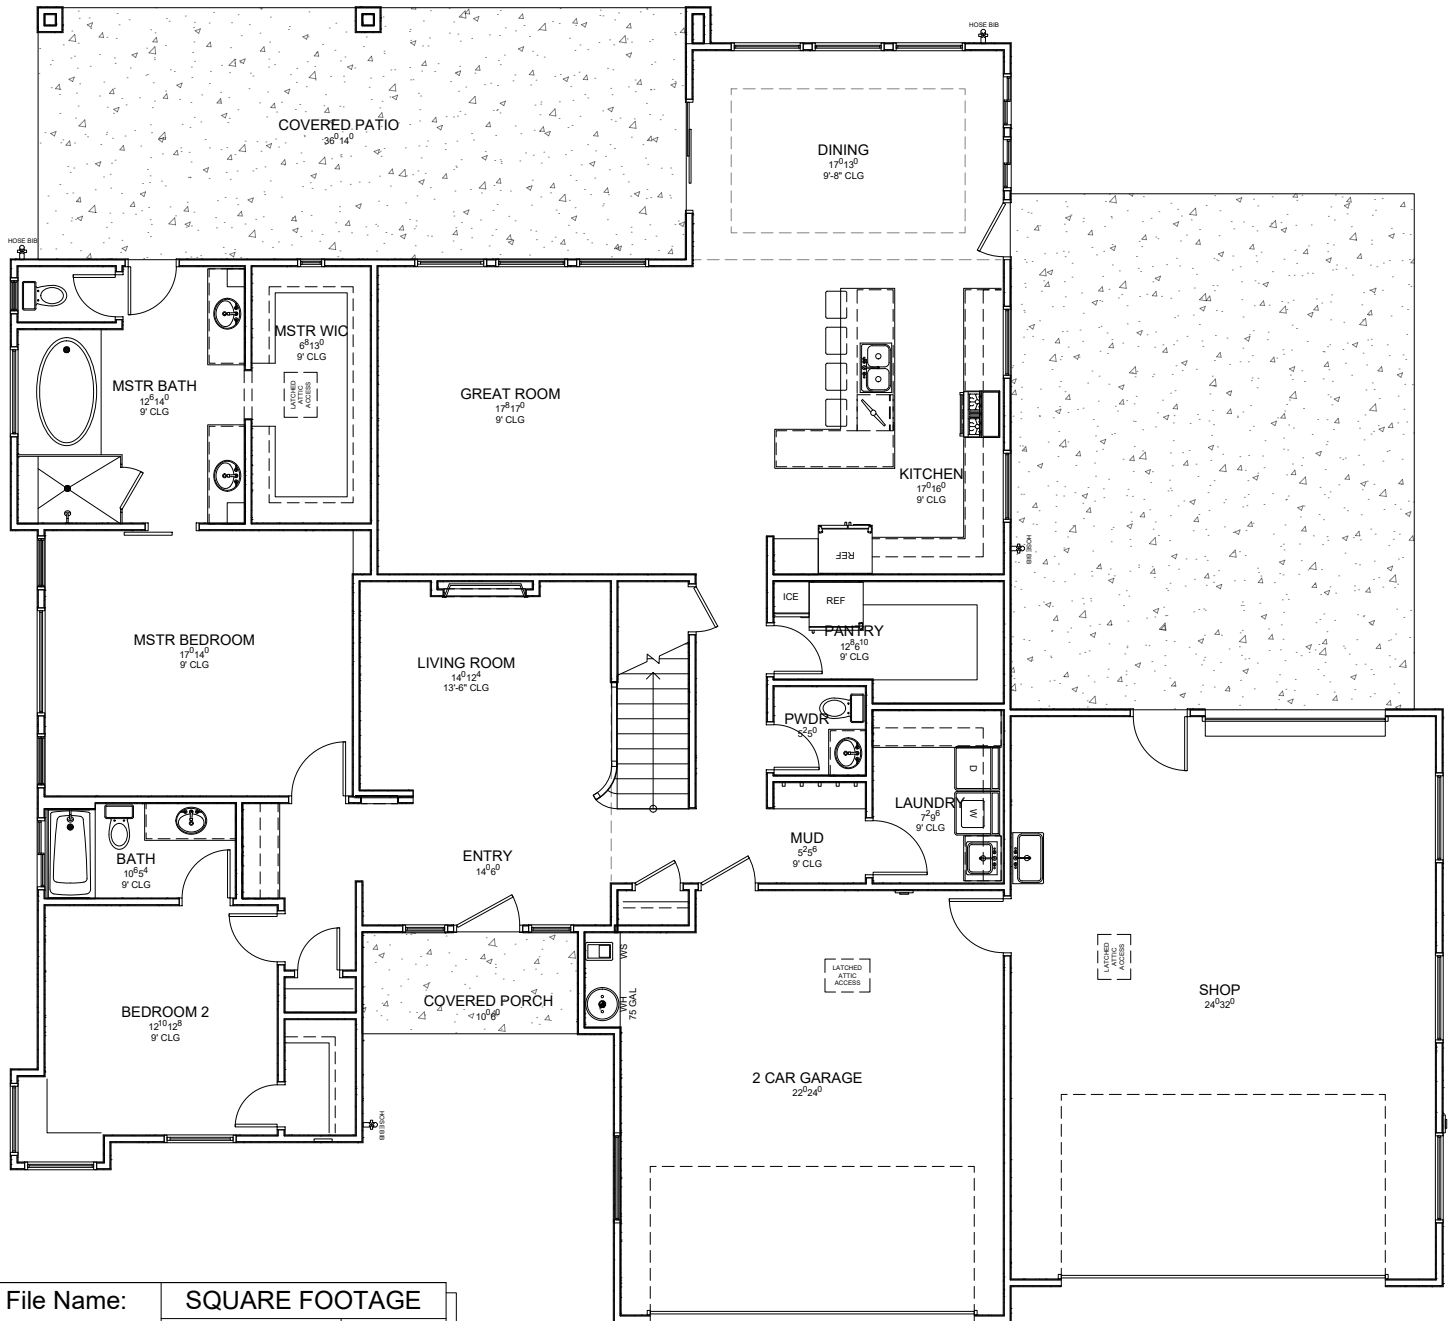 HOSE BIB
COVERED PATIO
36⁰14⁰
DINING
17⁰13⁰
9'-8" CLG
HOSE BIB
MSTR WIC
6⁸13⁰
9' CLG
LATCHED
ATTIC
ACCESS
MSTR BATH
12⁶14⁰
9' CLG
GREAT ROOM
17⁸17⁰
9' CLG
KITCHEN
17⁰16⁰
9' CLG
REF
HOSE BIB
ICE
REF
PANTRY
12⁸6¹⁰
9' CLG
MSTR BEDROOM
17⁰14⁰
9' CLG
LIVING ROOM
14⁰12⁴
13'-6" CLG
PWDR
5²5⁰
D
W
LAUNDRY
7²9⁶
9' CLG
MUD
5²5⁶
9' CLG
BATH
10⁶5⁴
9' CLG
ENTRY
14⁰6⁰
BEDROOM 2
12¹⁰12⁸
9' CLG
COVERED PORCH
10⁰6⁰
WS
WH
75 GAL
LATCHED
ATTIC
ACCESS
LATCHED
ATTIC
ACCESS
SHOP
24⁰32⁰
2 CAR GARAGE
22⁰24⁰
HOSE BIB
File Name:
SQUARE FOOTAGE